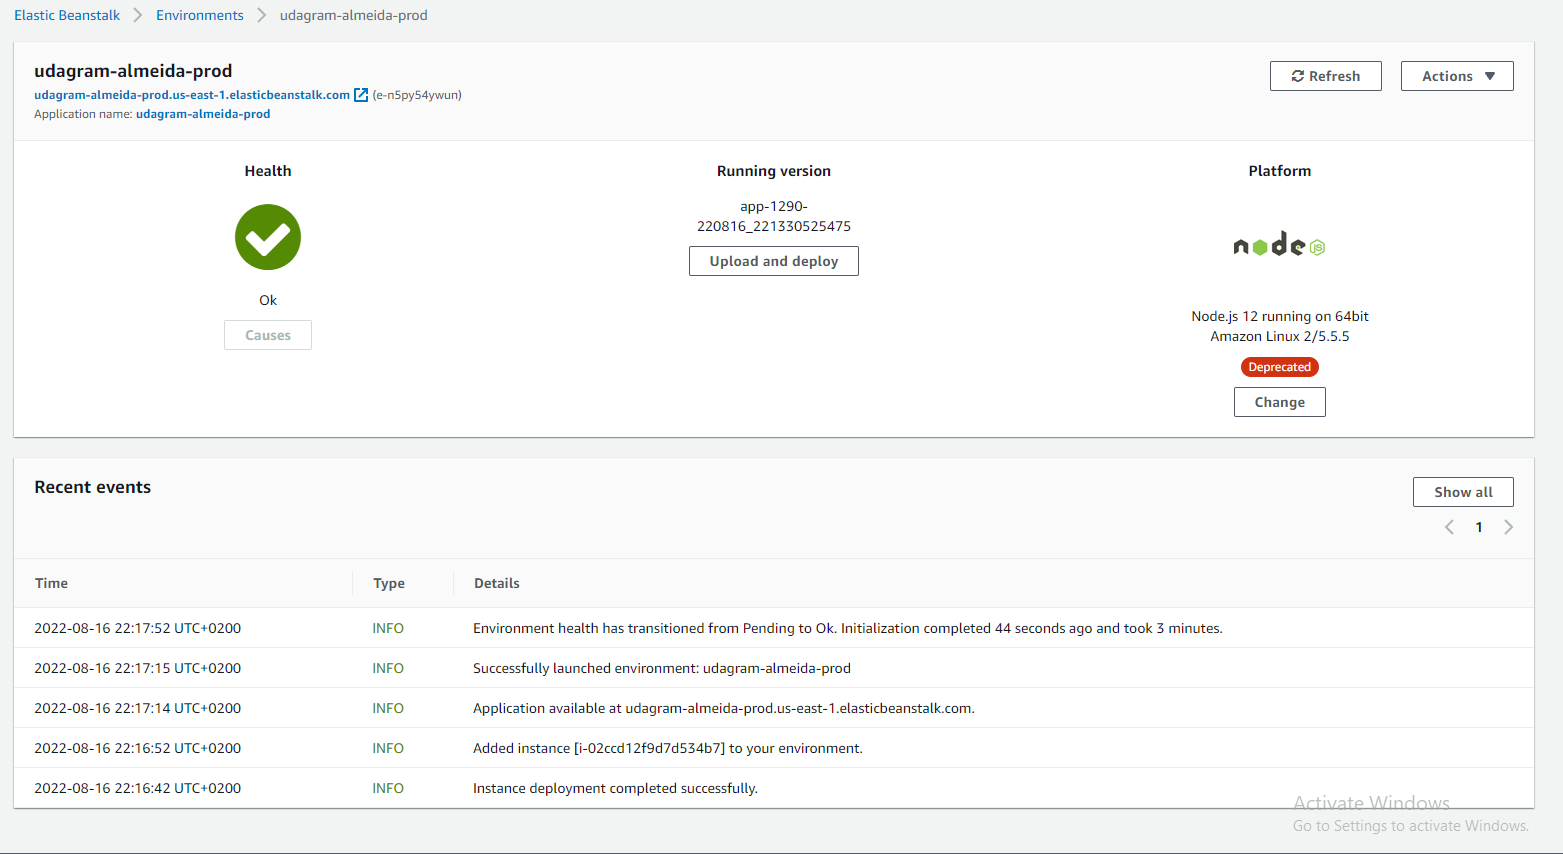 Elastic Beanstalk > Environments > udagram-almeida-prod
udagram-almeida-prod
udagram-almeida-prod.us-east-1.elasticbeanstalk.com (e-n5py54ywun)
Application name: udagram-almeida-prod
Refresh
Actions
Health
Ok
Causes
Running version
app-1290-
220816_221330525475
Upload and deploy
Platform
node JS
Node.js 12 running on 64bit
Amazon Linux 2/5.5.5
Deprecated
Change
Recent events
Show all
1
Time Type Details
2022-08-16 22:17:52 UTC+0200 INFO Environment health has transitioned from Pending to Ok. Initialization completed 44 seconds ago and took 3 minutes.
2022-08-16 22:17:15 UTC+0200 INFO Successfully launched environment: udagram-almeida-prod
2022-08-16 22:17:14 UTC+0200 INFO Application available at udagram-almeida-prod.us-east-1.elasticbeanstalk.com.
2022-08-16 22:16:52 UTC+0200 INFO Added instance [i-02ccd12f9d7d534b7] to your environment.
2022-08-16 22:16:42 UTC+0200 INFO Instance deployment completed successfully.
Activate Windows
Go to Settings to activate Windows.